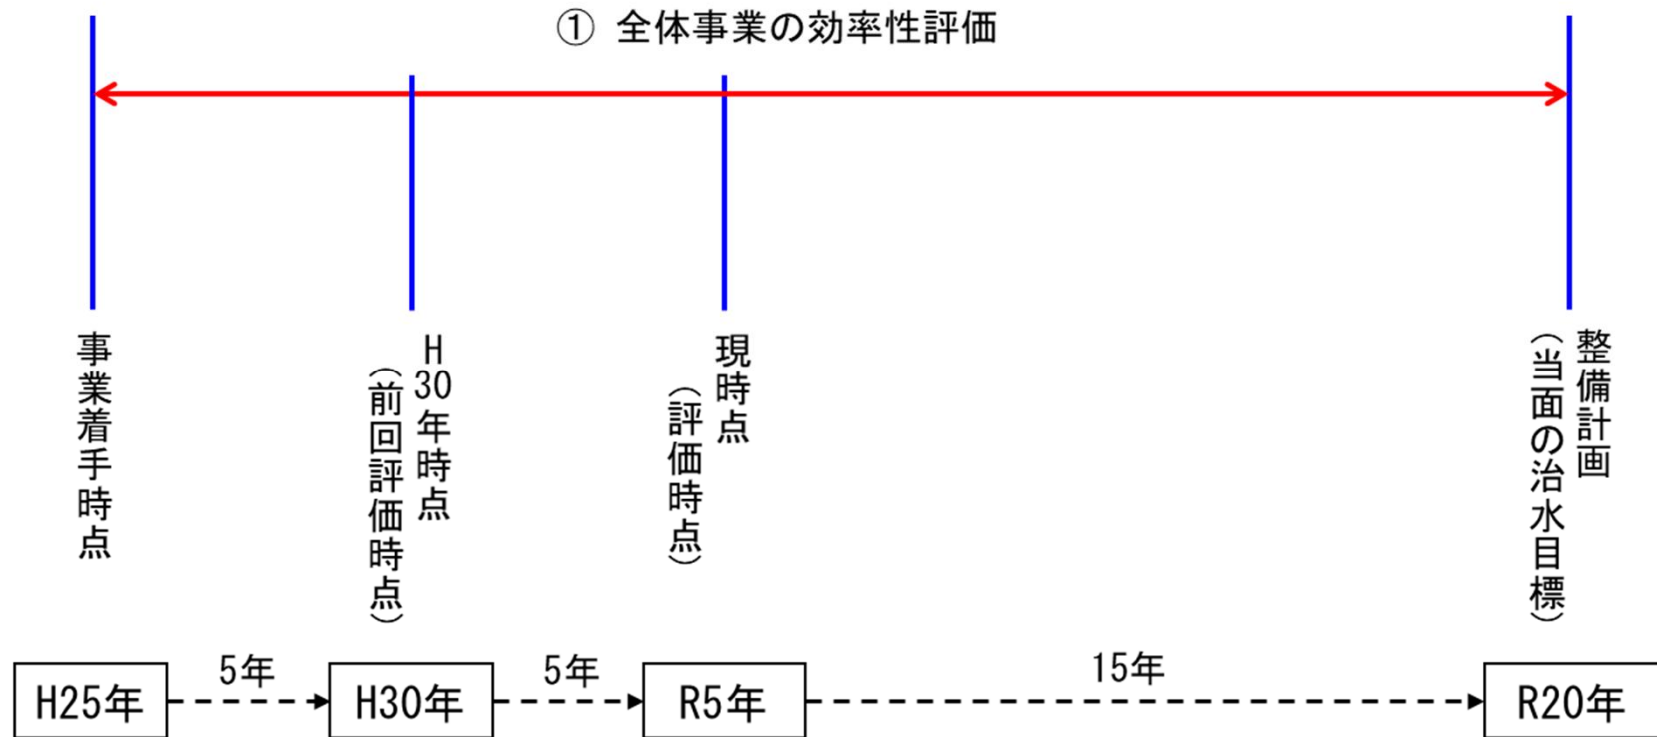 ① 全体事業の効率性評価
事業着手時点
H30年時点
（前回評価時点）
現時点
（評価時点）
整備計画
（当面の治水目標）
5年
5年
15年
H25年
H30年
R5年
R20年